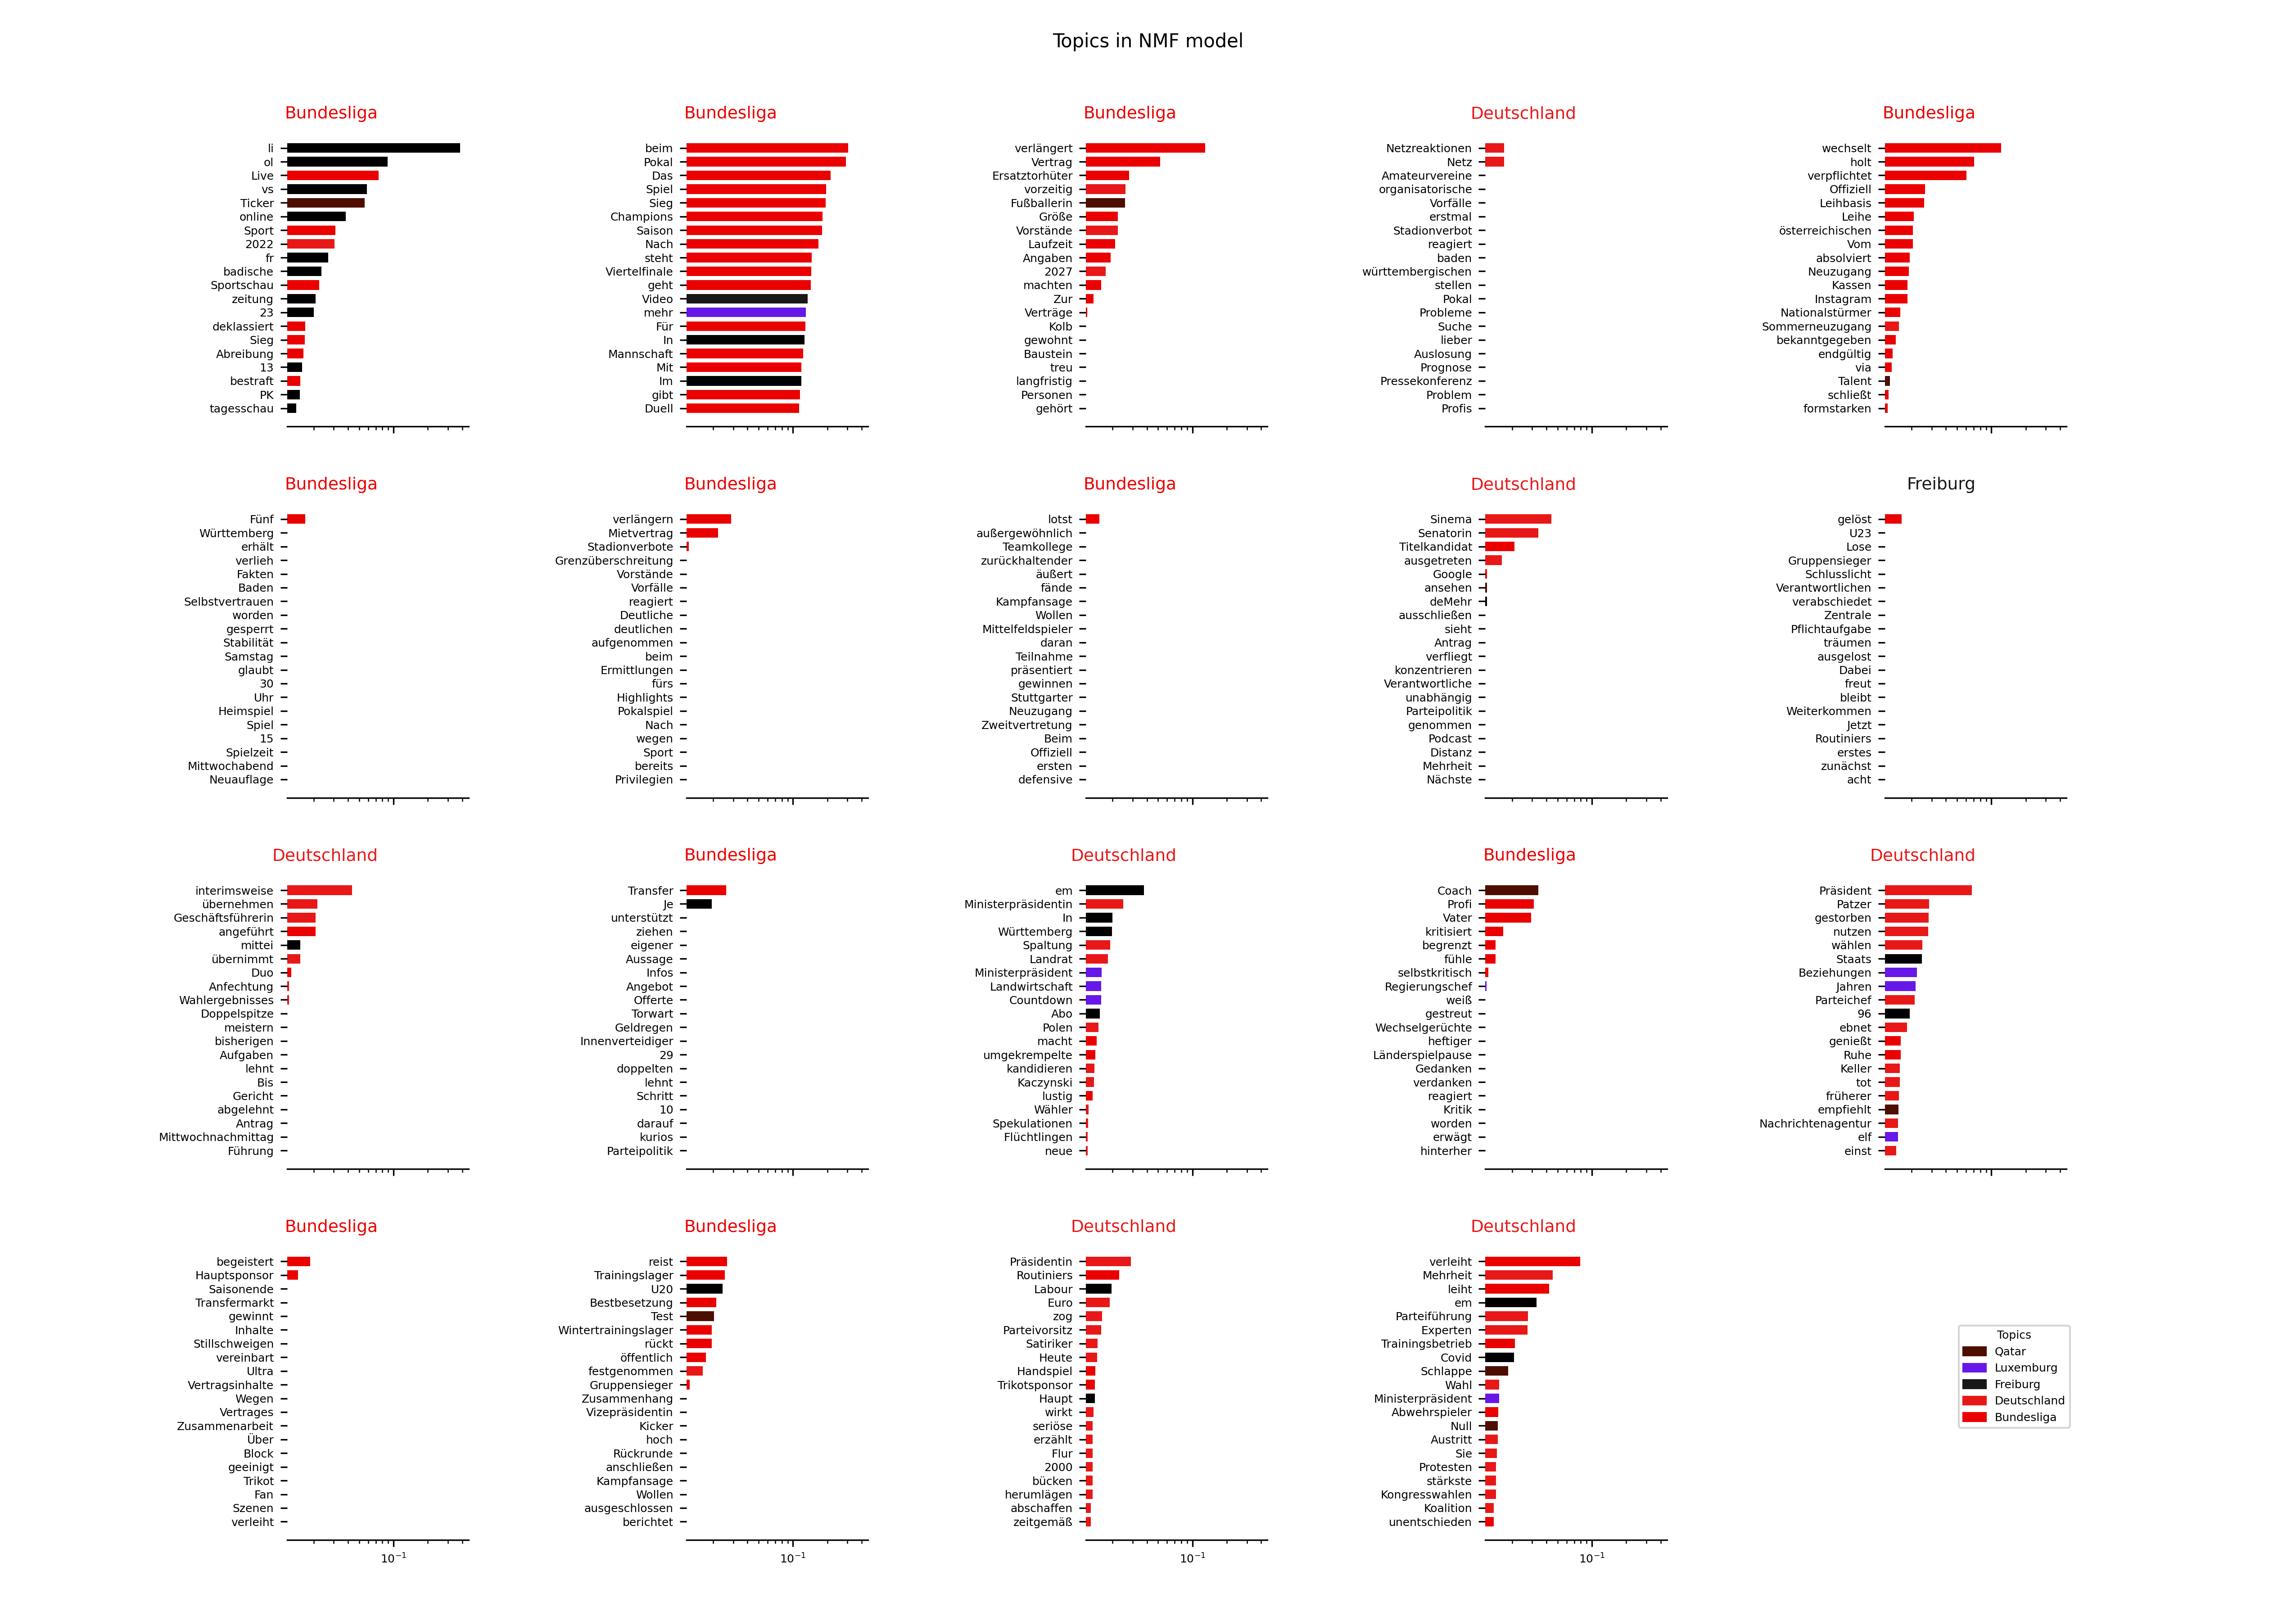 Topics in NMF model
Bundesliga
li
ol
Live
vs
Ticker
online
Sport
2022
fr
badische
Sportschau
zeitung
23
deklassiert
Sieg
Abreibung
13
bestraft
PK
tagesschau
Bundesliga
beim
Pokal
Das
Spiel
Sieg
Champions
Saison
Nach
steht
Viertelfinale
geht
Video
mehr
Für
In
Mannschaft
Mit
Im
gibt
Duell
Bundesliga
verlängert
Vertrag
Ersatztorhüter
vorzeitig
Fußballerin
Größe
Vorstände
Laufzeit
Angaben
2027
machten
Zur
Verträge
Kolb
gewohnt
Baustein
treu
langfristig
Personen
gehört
Deutschland
Netzreaktionen
Netz
Amateurvereine
organisatorische
Vorfälle
erstmal
Stadionverbot
reagiert
baden
württembergischen
stellen
Pokal
Probleme
Suche
lieber
Auslosung
Prognose
Pressekonferenz
Problem
Profis
Bundesliga
wechselt
holt
verpflichtet
Offiziell
Leihbasis
Leihe
österreichischen
Vom
absolviert
Neuzugang
Kassen
Instagram
Nationalstürmer
Sommerneuzugang
bekanntgegeben
endgültig
via
Talent
schließt
formstarken
Bundesliga
Fünf
Württemberg
erhält
verlieh
Fakten
Baden
Selbstvertrauen
worden
gesperrt
Stabilität
Samstag
glaubt
30
Uhr
Heimspiel
Spiel
15
Spielzeit
Mittwochabend
Neuauflage
Bundesliga
verlängern
Mietvertrag
Stadionverbote
Grenzüberschreitung
Vorstände
Vorfälle
reagiert
Deutliche
deutlichen
aufgenommen
beim
Ermittlungen
fürs
Highlights
Pokalspiel
Nach
wegen
Sport
bereits
Privilegien
Bundesliga
lotst
außergewöhnlich
Teamkollege
zurückhaltender
äußert
fände
Kampfansage
Wollen
Mittelfeldspieler
daran
Teilnahme
präsentiert
gewinnen
Stuttgarter
Neuzugang
Zweitvertretung
Beim
Offiziell
ersten
defensive
Deutschland
Sinema
Senatorin
Titelkandidat
ausgetreten
Google
ansehen
deMehr
ausschließen
sieht
Antrag
verfliegt
konzentrieren
Verantwortliche
unabhängig
Parteipolitik
genommen
Podcast
Distanz
Mehrheit
Nächste
Freiburg
gelöst
U23
Lose
Gruppensieger
Schlusslicht
Verantwortlichen
verabschiedet
Zentrale
Pflichtaufgabe
träumen
ausgelost
Dabei
freut
bleibt
Weiterkommen
Jetzt
Routiniers
erstes
zunächst
acht
Deutschland
interimsweise
übernehmen
Geschäftsführerin
angeführt
mittei
übernimmt
Duo
Anfechtung
Wahlergebnisses
Doppelspitze
meistern
bisherigen
Aufgaben
lehnt
Bis
Gericht
abgelehnt
Antrag
Mittwochnachmittag
Führung
Bundesliga
Transfer
Je
unterstützt
ziehen
eigener
Aussage
Infos
Angebot
Offerte
Torwart
Geldregen
Innenverteidiger
29
doppelten
lehnt
Schritt
10
darauf
kurios
Parteipolitik
Deutschland
em
Ministerpräsidentin
In
Württemberg
Spaltung
Landrat
Ministerpräsident
Landwirtschaft
Countdown
Abo
Polen
macht
umgekrempelte
kandidieren
Kaczynski
lustig
Wähler
Spekulationen
Flüchtlingen
neue
Bundesliga
Coach
Profi
Vater
kritisiert
begrenzt
fühle
selbstkritisch
Regierungschef
weiß
gestreut
Wechselgerüchte
heftiger
Länderspielpause
Gedanken
verdanken
reagiert
Kritik
worden
erwägt
hinterher
Deutschland
Präsident
Patzer
gestorben
nutzen
wählen
Staats
Beziehungen
Jahren
Parteichef
96
ebnet
genießt
Ruhe
Keller
tot
früherer
empfiehlt
Nachrichtenagentur
elf
einst
Bundesliga
begeistert
Hauptsponsor
Saisonende
Transfermarkt
gewinnt
Inhalte
Stillschweigen
vereinbart
Ultra
Vertragsinhalte
Wegen
Vertrages
Zusammenarbeit
Über
Block
geeinigt
Trikot
Fan
Szenen
verleiht
10⁻¹
Bundesliga
reist
Trainingslager
U20
Bestbesetzung
Test
Wintertrainingslager
rückt
öffentlich
festgenommen
Gruppensieger
Zusammenhang
Vizepräsidentin
Kicker
hoch
Rückrunde
anschließen
Kampfansage
Wollen
ausgeschlossen
berichtet
10⁻¹
Deutschland
Präsidentin
Routiniers
Labour
Euro
zog
Parteivorsitz
Satiriker
Heute
Handspiel
Trikotsponsor
Haupt
wirkt
seriöse
erzählt
Flur
2000
bücken
herumlägen
abschaffen
zeitgemäß
10⁻¹
Deutschland
verleiht
Mehrheit
leiht
em
Parteiführung
Experten
Trainingsbetrieb
Covid
Schlappe
Wahl
Ministerpräsident
Abwehrspieler
Null
Austritt
Sie
Protesten
stärkste
Kongresswahlen
Koalition
unentschieden
10⁻¹
Topics
Qatar
Luxemburg
Freiburg
Deutschland
Bundesliga